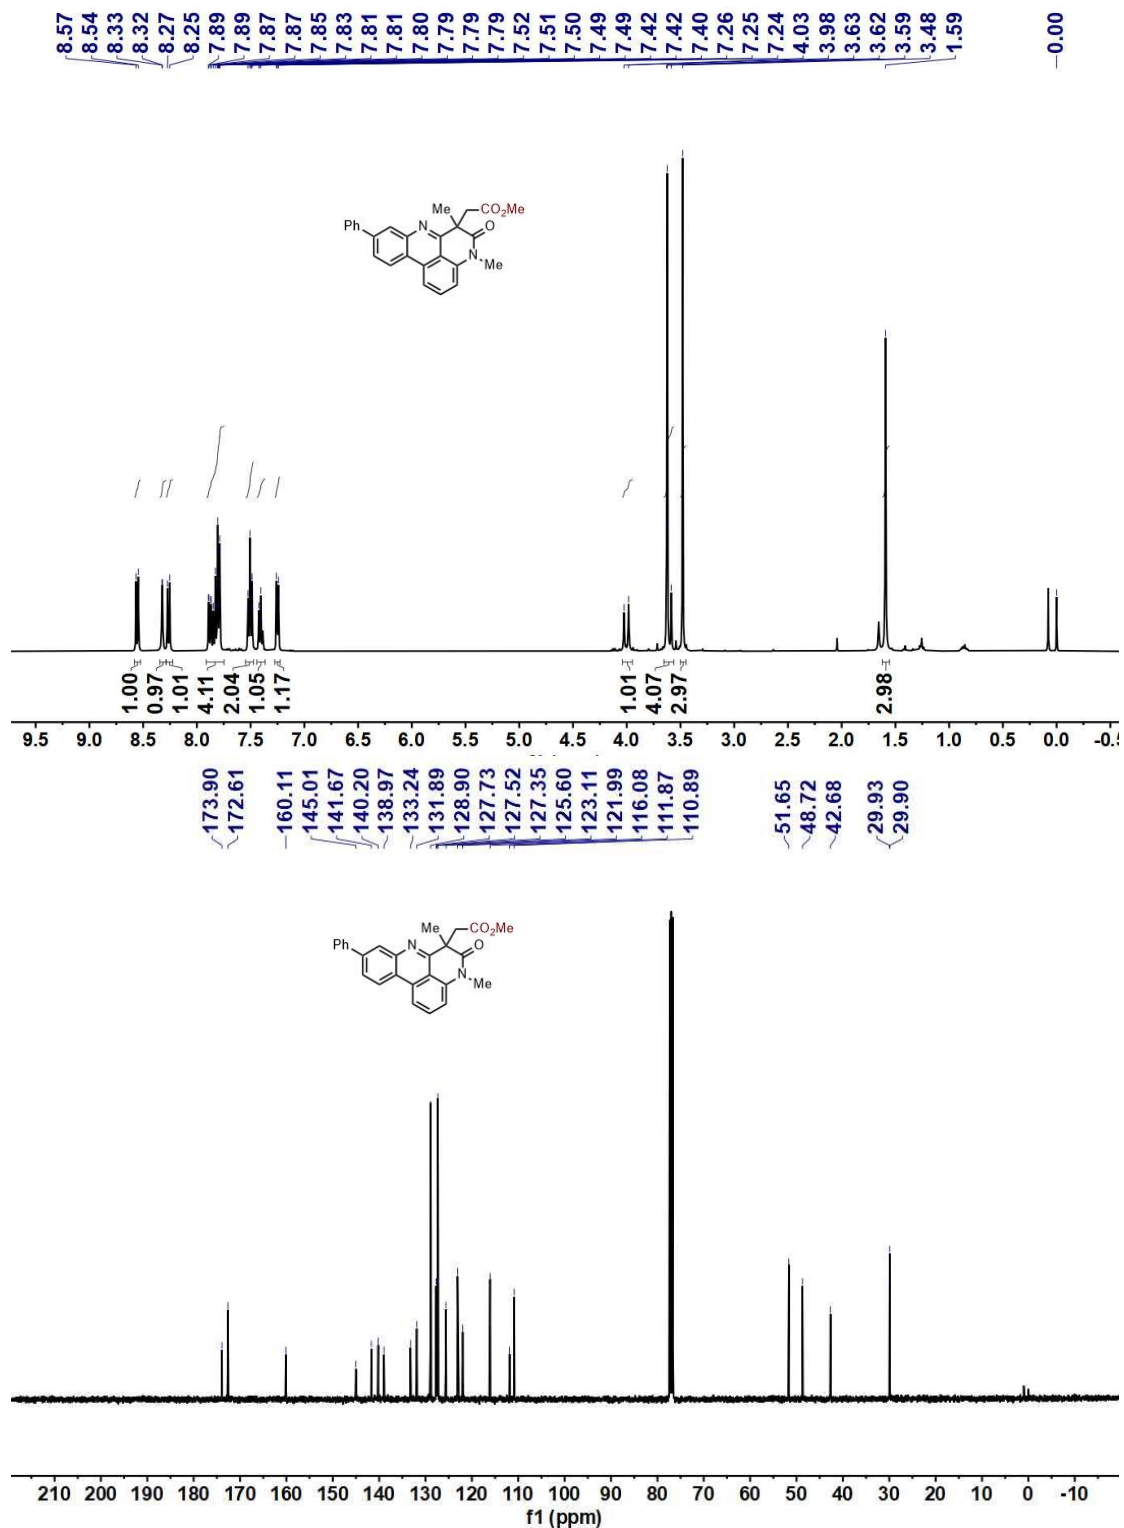 8.57 8.54 8.33 8.32 8.27 8.25 7.89 7.89 7.87 7.87 7.85 7.83 7.81 7.81 7.80 7.79 7.79 7.79 7.52 7.51 7.50 7.49 7.49 7.42 7.42 7.40 7.26 7.25 7.24 4.03 3.98 3.63 3.62 3.59 3.48 1.59 0.00
Me CO₂Me
Ph N O
N Me
1.00 0.97 1.01 4.11 2.04 1.05 1.17 1.01 4.07 2.97 2.98
9.5 9.0 8.5 8.0 7.5 7.0 6.5 6.0 5.5 5.0 4.5 4.0 3.5 3.0 2.5 2.0 1.5 1.0 0.5 0.0
173.90 172.61 160.11 145.01 141.67 140.20 138.97 133.24 131.89 128.90 127.73 127.52 127.35 125.60 123.11 121.99 116.08 111.87 110.89 51.65 48.72 42.68 29.93 29.90
Me CO₂Me
Ph N O
N Me
210 200 190 180 170 160 150 140 130 120 110 100 90 80 70 60 50 40 30 20 10 0 -10
f1 (ppm)